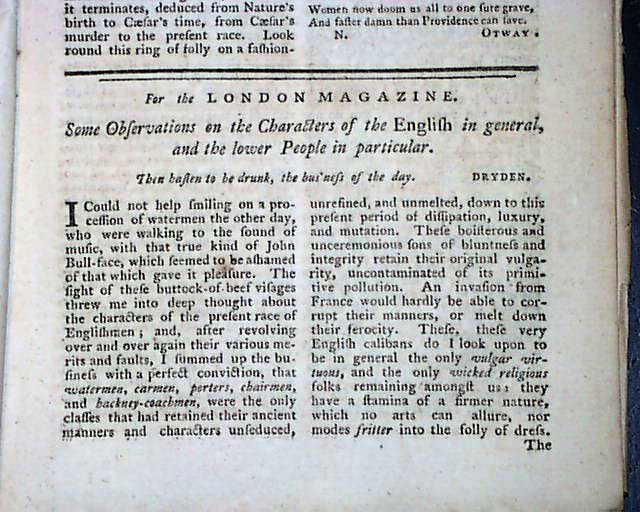 it terminates, deduced from Nature's
birth to Cæſar's time, from Cæſar's
murder to the preſent race. Look
round this ring of folly on a faſhion-
Women now doom us all to one ſure grave,
And faſter damn than Providence can ſave.
N. OTWAY.
For the LONDON MAGAZINE.
Some Obſervations on the Characters of the Engliſh in general,
and the lower People in particular.
Then haſten to be drunk, the buſ'neſs of the day. DRYDEN.
I Could not help ſmiling on a pro-
ceſſion of watermen the other day,
who were walking to the ſound of
muſic, with that true kind of John
Bull-face, which ſeemed to be aſhamed
of that which gave it pleaſure. The
ſight of theſe buttock-of-beef viſages
threw me into deep thought about
the characters of the preſent race of
Engliſhmen; and, after revolving
over and over again their various me-
rits and faults, I ſummed up the bu-
ſineſs with a perfect conviction, that
watermen, carmen, porters, chairmen,
and hackney-coachmen, were the only
claſſes that had retained their ancient
manners and characters unſeduced,
unrefined, and unmelted, down to this
preſent period of diſſipation, luxury,
and mutation. Theſe boiſterous and
unceremonious ſons of bluntneſs and
integrity retain their original vulga-
rity, uncontaminated of its primi-
tive pollution. An invaſion from
France would hardly be able to cor-
rupt their manners, or melt down
their ferocity. Theſe, theſe very
Engliſh calibans do I look upon to
be in general the only vulgar vir-
tuous, and the only wicked religious
folks remaining amongſt us: they
have a ſtamina of a firmer nature,
which no arts can allure, nor
modes fritter into the folly of dreſs.
The